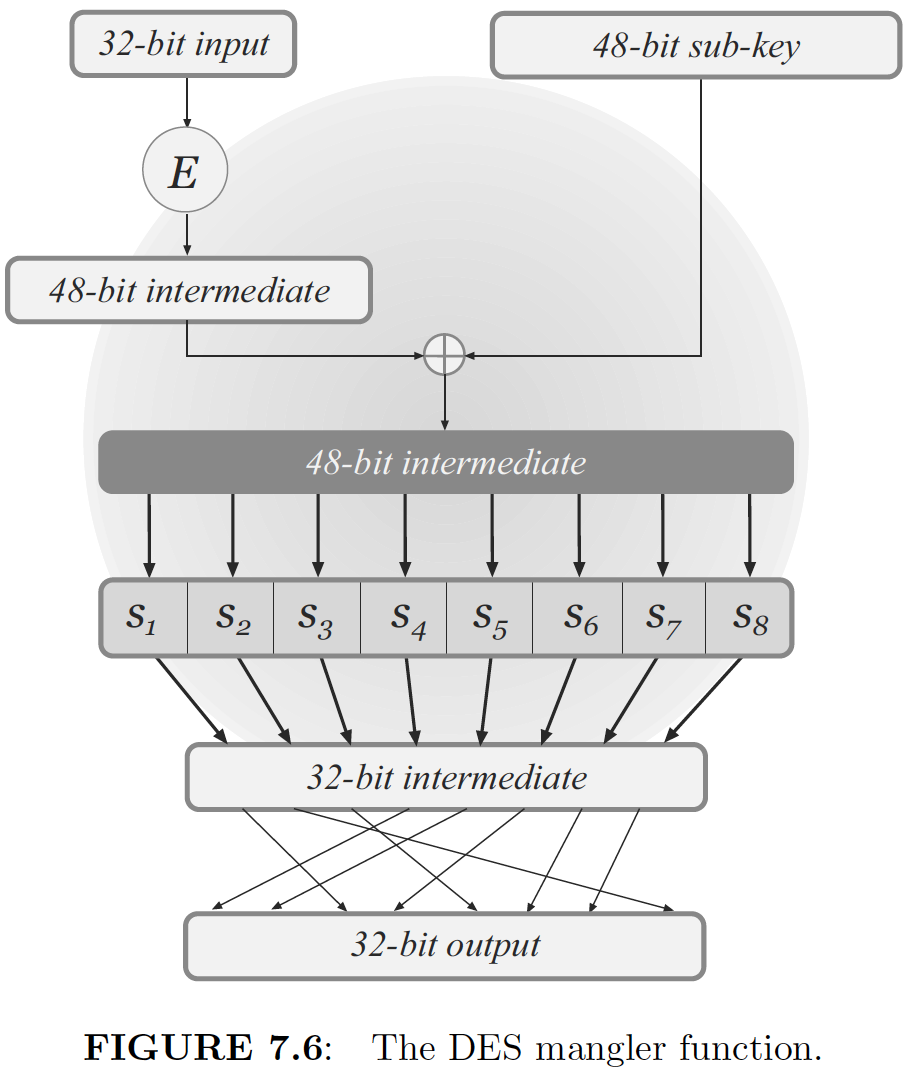 32-bit input
48-bit sub-key
E
48-bit intermediate
48-bit intermediate
S1 S2 S3 S4 S5 S6 S7 S8
32-bit intermediate
32-bit output
FIGURE 7.6: The DES mangler function.